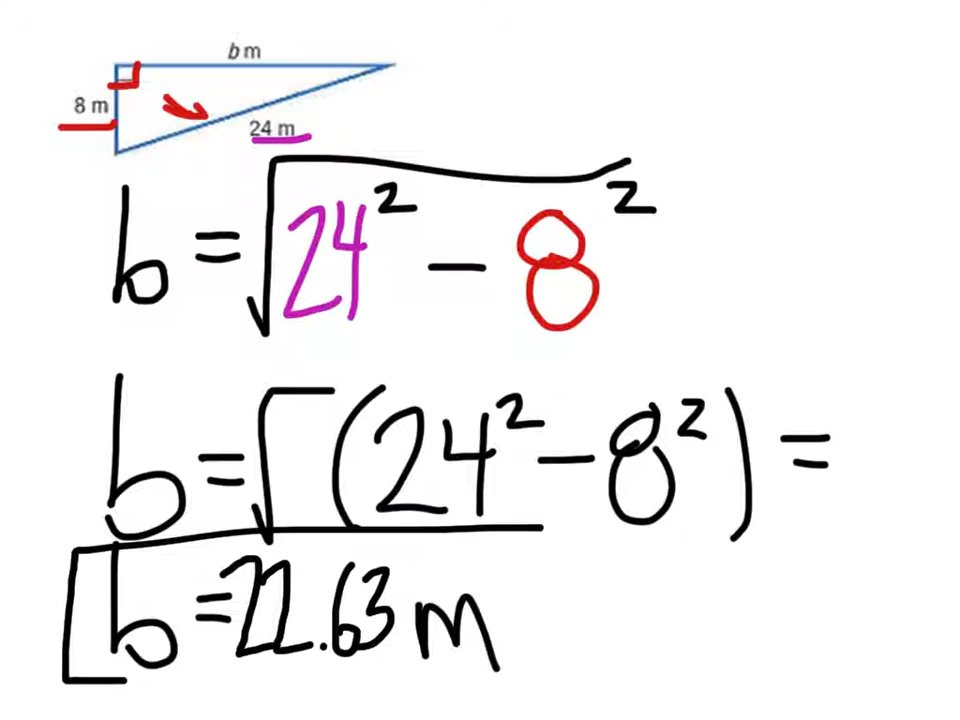 b m
8 m
24 m
b = √24² - 8²
b = √(24² - 8²) =
b = 22.63 m